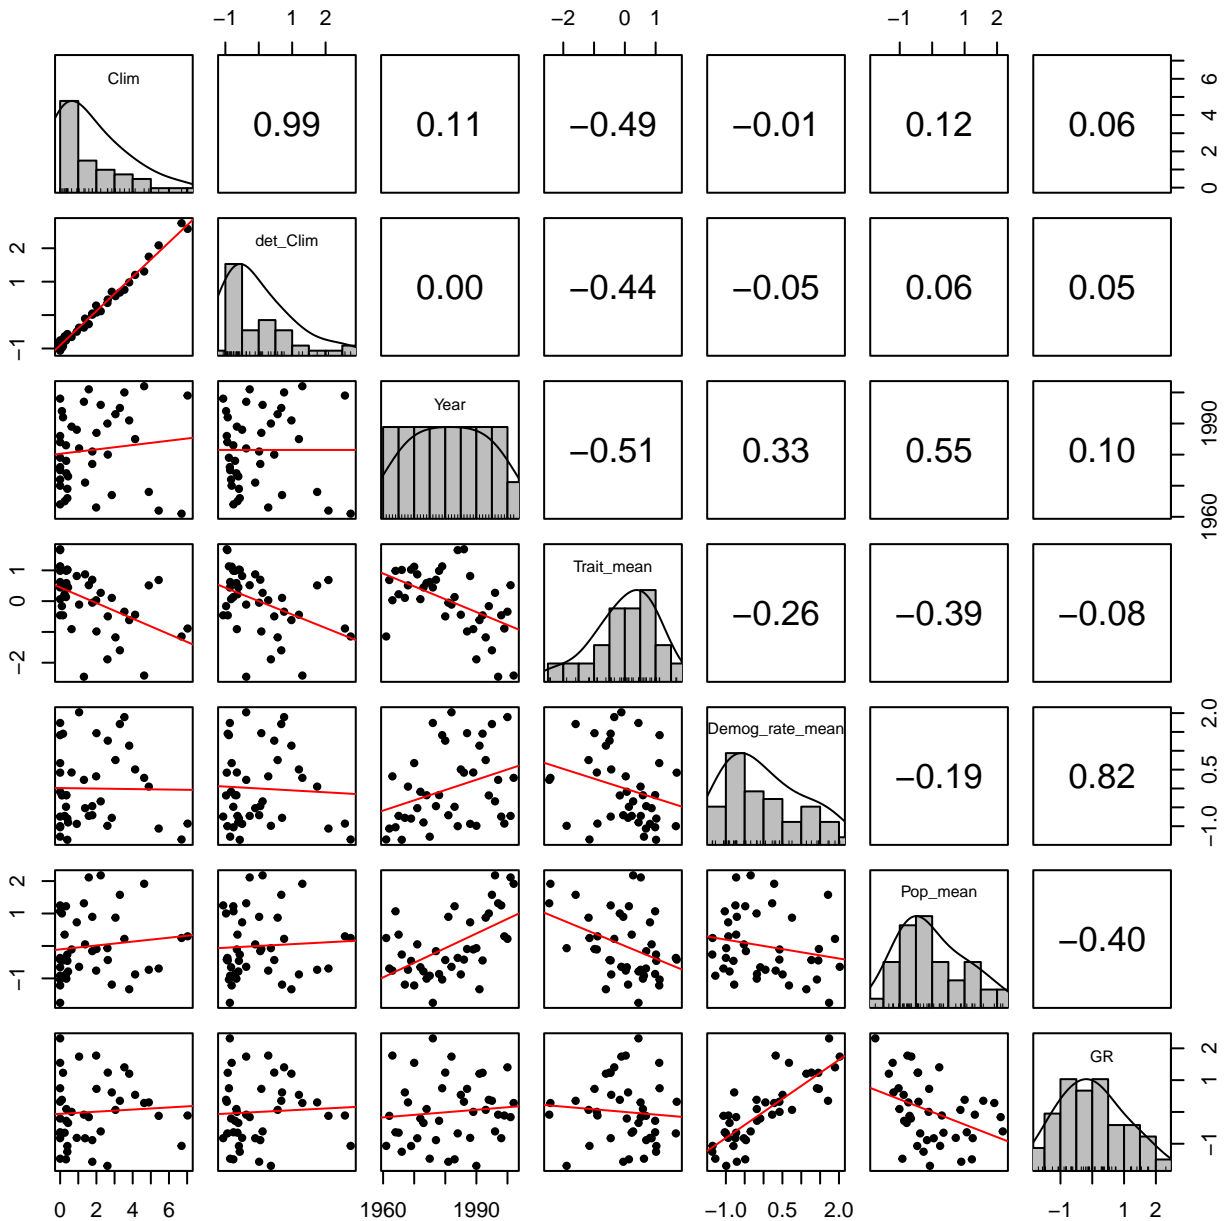 −1 1 2 −2 0 1 −1 1 2
Clim 0.99 0.11 −0.49 −0.01 0.12 0.06 0 2 4 6
−1 1 2 det_Clim 0.00 −0.44 −0.05 0.06 0.05
Year −0.51 0.33 0.55 0.10 1960 1990
−2 0 1 Trait_mean −0.26 −0.39 −0.08
Demog_rate_mean −0.19 0.82 −1.0 0.5 2.0
−1 1 2 Pop_mean −0.40
GR −1 1 2
0 2 4 6 1960 1990 −1.0 0.5 2.0 −1 1 2